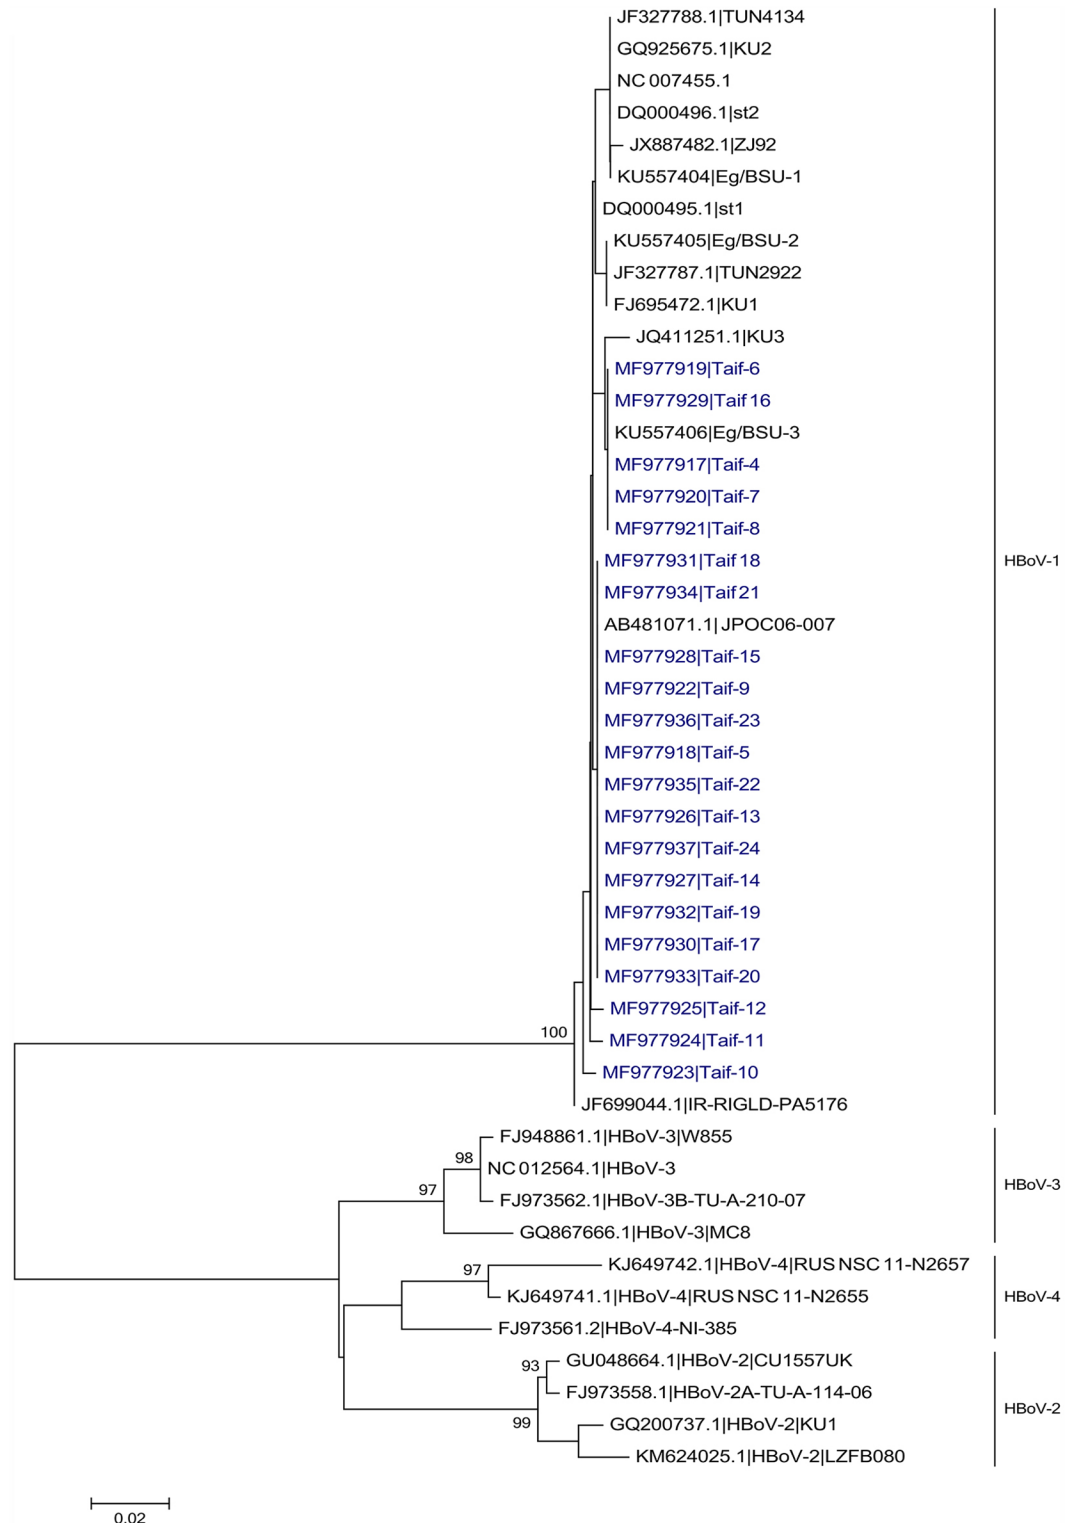 JF327788.1|TUN4134
GQ925675.1|KU2
NC 007455.1
DQ000496.1|st2
JX887482.1|ZJ92
KU557404|Eg/BSU-1
DQ000495.1|st1
KU557405|Eg/BSU-2
JF327787.1|TUN2922
FJ695472.1|KU1
JQ411251.1|KU3
MF977919|Taif-6
MF977929|Taif 16
KU557406|Eg/BSU-3
MF977917|Taif-4
MF977920|Taif-7
MF977921|Taif-8
MF977931|Taif 18
HBoV-1
MF977934|Taif 21
AB481071.1| JPOC06-007
MF977928|Taif-15
MF977922|Taif-9
MF977936|Taif-23
MF977918|Taif-5
MF977935|Taif-22
MF977926|Taif-13
MF977937|Taif-24
MF977927|Taif-14
MF977932|Taif-19
MF977930|Taif-17
MF977933|Taif-20
MF977925|Taif-12
100
MF977924|Taif-11
MF977923|Taif-10
JF699044.1|IR-RIGLD-PA5176
FJ948861.1|HBoV-3|W855
98
NC 012564.1|HBoV-3
HBoV-3
97
FJ973562.1|HBoV-3B-TU-A-210-07
GQ867666.1|HBoV-3|MC8
KJ649742.1|HBoV-4|RUS NSC 11-N2657
97
KJ649741.1|HBoV-4|RUS NSC 11-N2655
HBoV-4
FJ973561.2|HBoV-4-NI-385
GU048664.1|HBoV-2|CU1557UK
93
FJ973558.1|HBoV-2A-TU-A-114-06
HBoV-2
99
GQ200737.1|HBoV-2|KU1
KM624025.1|HBoV-2|LZFB080
0.02